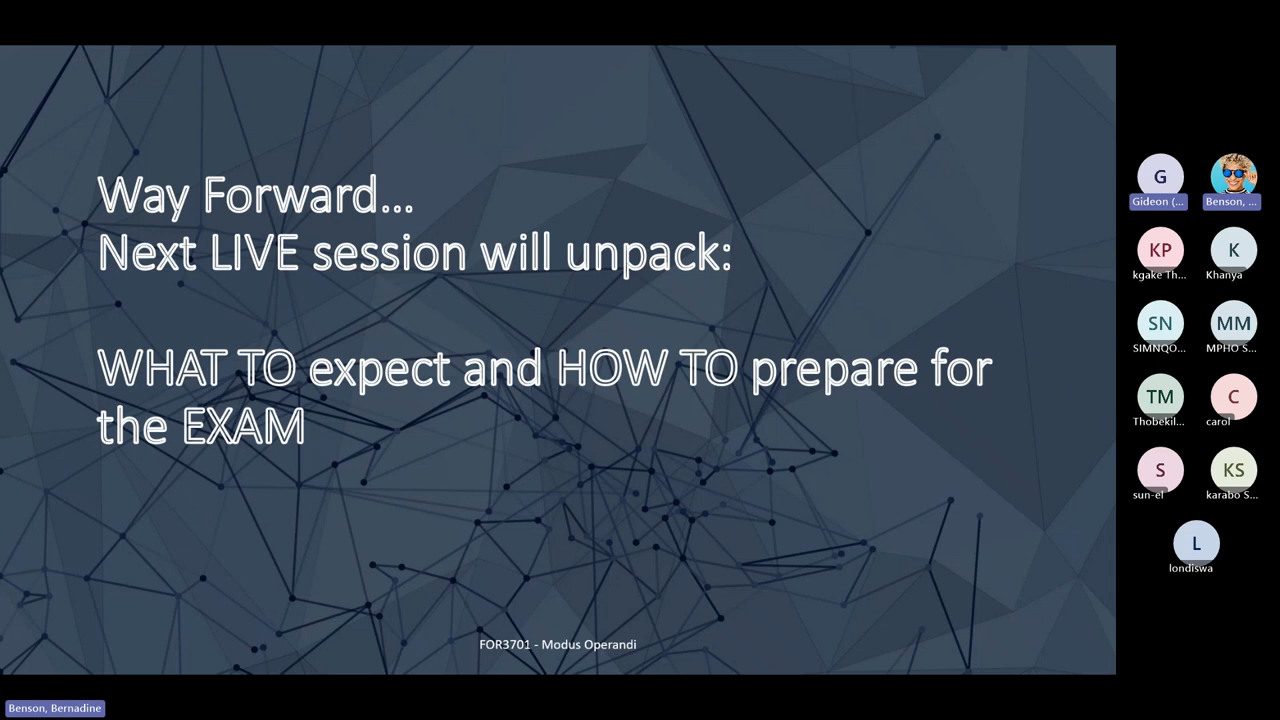 Way Forward...
Next LIVE session will unpack:
WHAT TO expect and HOW TO prepare for
the EXAM
FOR3701 - Modus Operandi
G
Gideon (...
Benson, ...
KP
kgake Th...
K
Khanya
SN
SIMNQO...
MM
MPHO S...
TM
Thobekil...
C
carol
S
sun-el
KS
karabo S...
L
londiswa
Benson, Bernadine